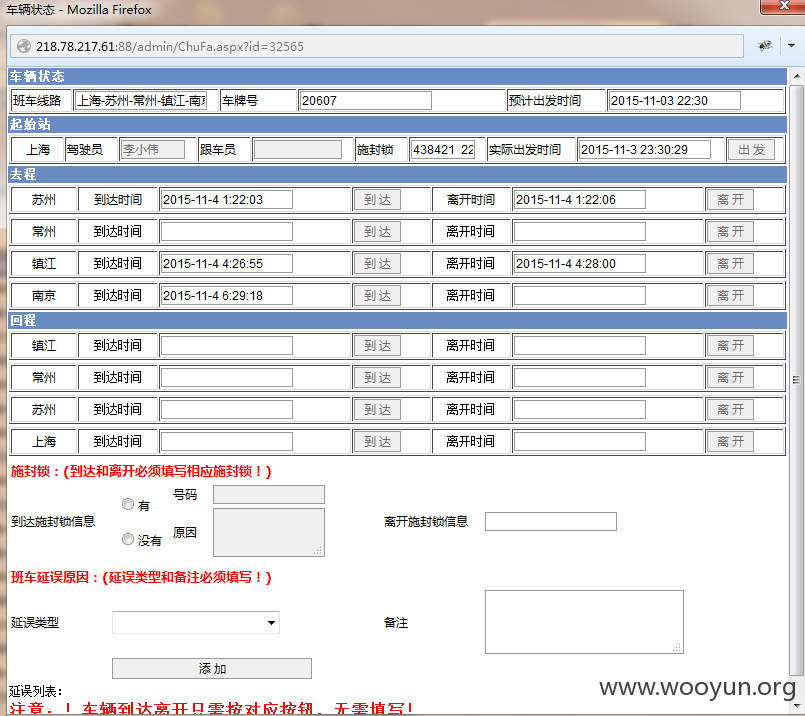 车辆状态 - Mozilla Firefox
218.78.217.61:88/admin/ChuFa.aspx?id=32565
车辆状态
班车线路 上海-苏州-常州-镇江-南 车牌号 20607 预计出发时间 2015-11-03 22:30
起始站
上海 驾驶员 李小伟 跟车员 施封锁 438421 22 实际出发时间 2015-11-3 23:30:29 出 发
去程
苏州 到达时间 2015-11-4 1:22:03 到 达 离开时间 2015-11-4 1:22:06 离 开
常州 到达时间 到 达 离开时间 离 开
镇江 到达时间 2015-11-4 4:26:55 到 达 离开时间 2015-11-4 4:28:00 离 开
南京 到达时间 2015-11-4 6:29:18 到 达 离开时间 离 开
回程
镇江 到达时间 到 达 离开时间 离 开
常州 到达时间 到 达 离开时间 离 开
苏州 到达时间 到 达 离开时间 离 开
上海 到达时间 到 达 离开时间 离 开
施封锁：(到达和离开必须填写相应施封锁！)
到达施封锁信息 有 号码 离开施封锁信息
没有 原因
班车延误原因：(延误类型和备注必须填写！)
延误类型 备注
添 加
延误列表：
注意：！车辆到达离开只需按对应按钮，无需填写！
www.wooyun.org